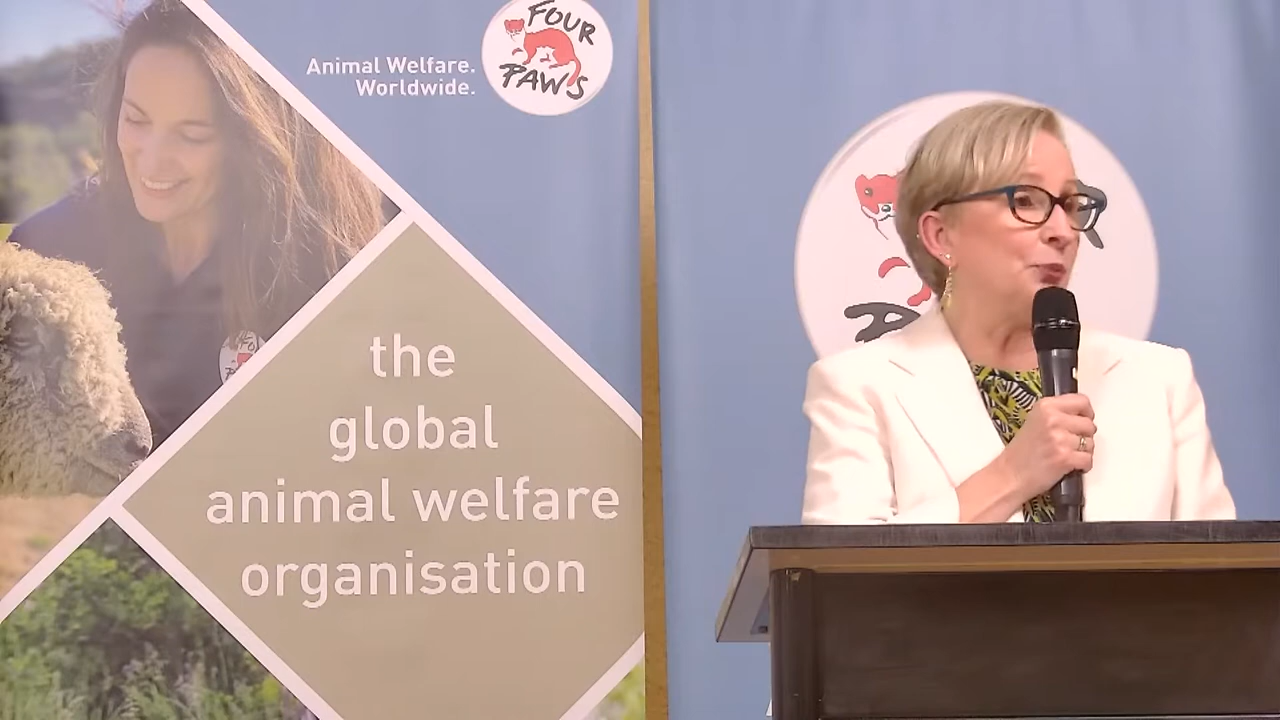 Animal Welfare.
Worldwide.
FOUR
PAWS
the
global
animal welfare
organisation